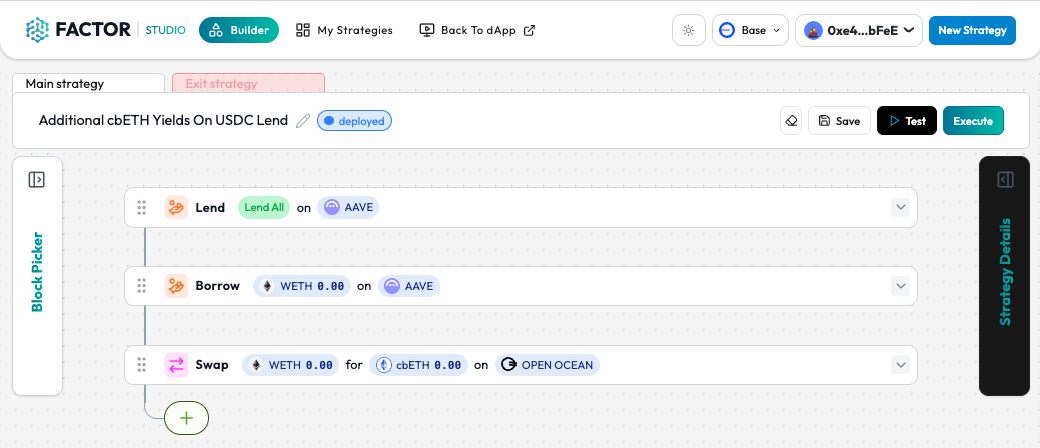 FACTOR STUDIO Builder My Strategies Back To dApp Base 0xe4...bFeE New Strategy
Main strategy Exit strategy
Additional cbETH Yields On USDC Lend deployed Save Test Execute
Lend Lend All on AAVE
Block Picker
Strategy Details
Borrow WETH 0.00 on AAVE
Swap WETH 0.00 for cbETH 0.00 on OPEN OCEAN